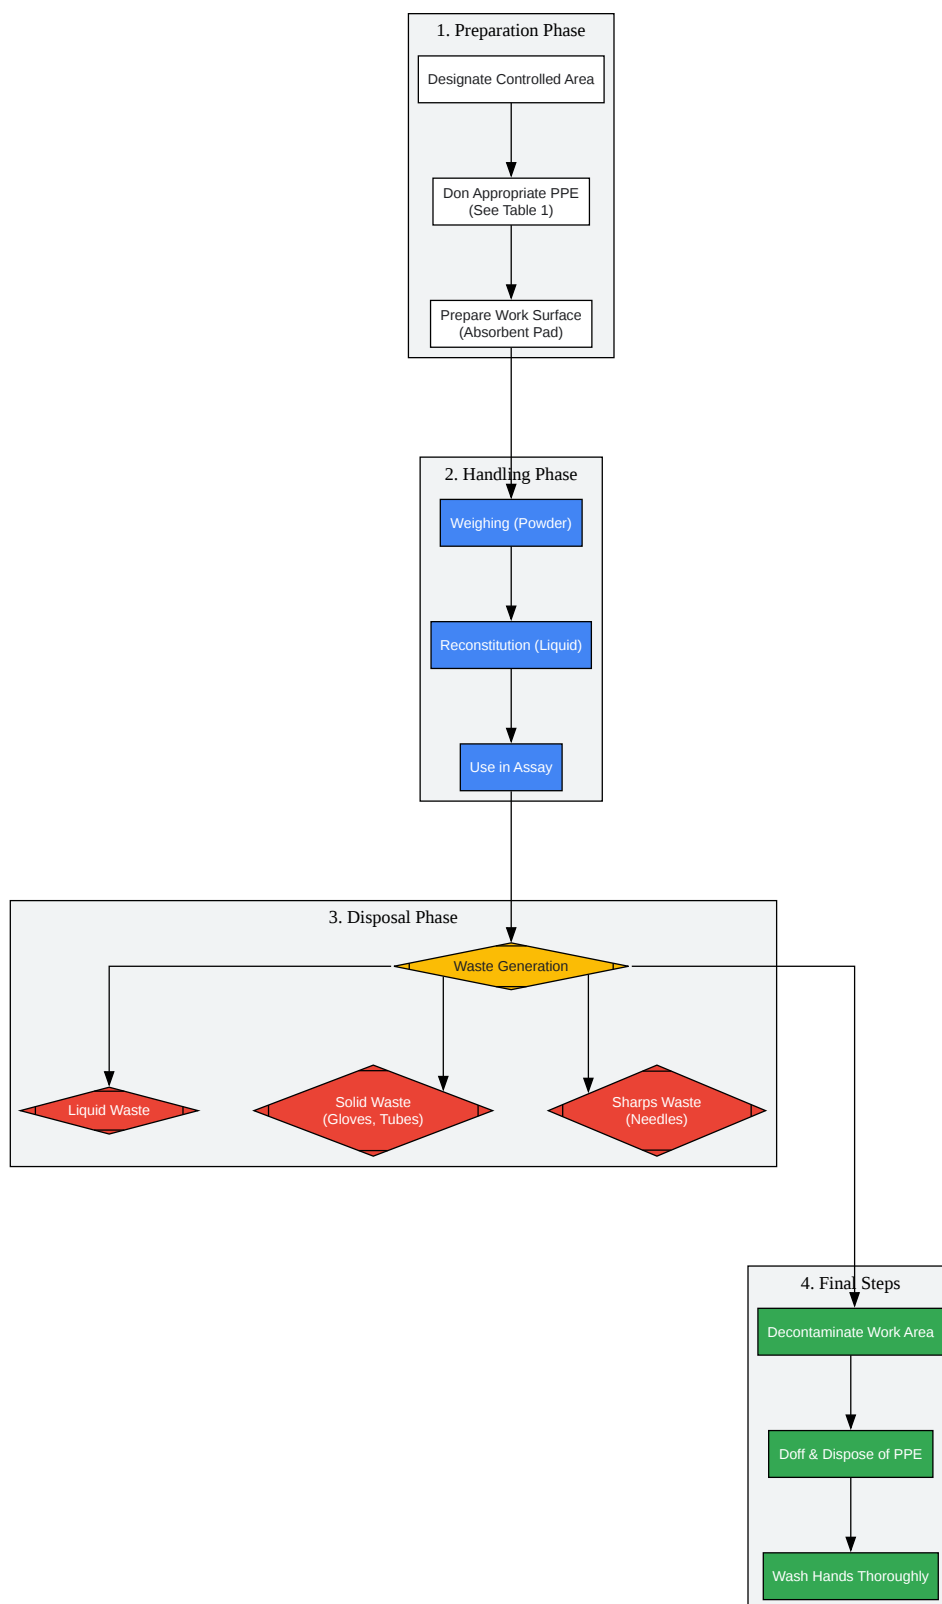 1. Preparation Phase
Designate Controlled Area
Don Appropriate PPE
(See Table 1)
Prepare Work Surface
(Absorbent Pad)
2. Handling Phase
Weighing (Powder)
Reconstitution (Liquid)
Use in Assay
3. Disposal Phase
Waste Generation
Liquid Waste
Solid Waste
(Gloves, Tubes)
Sharps Waste
(Needles)
4. Final Steps
Decontaminate Work Area
Doff & Dispose of PPE
Wash Hands Thoroughly